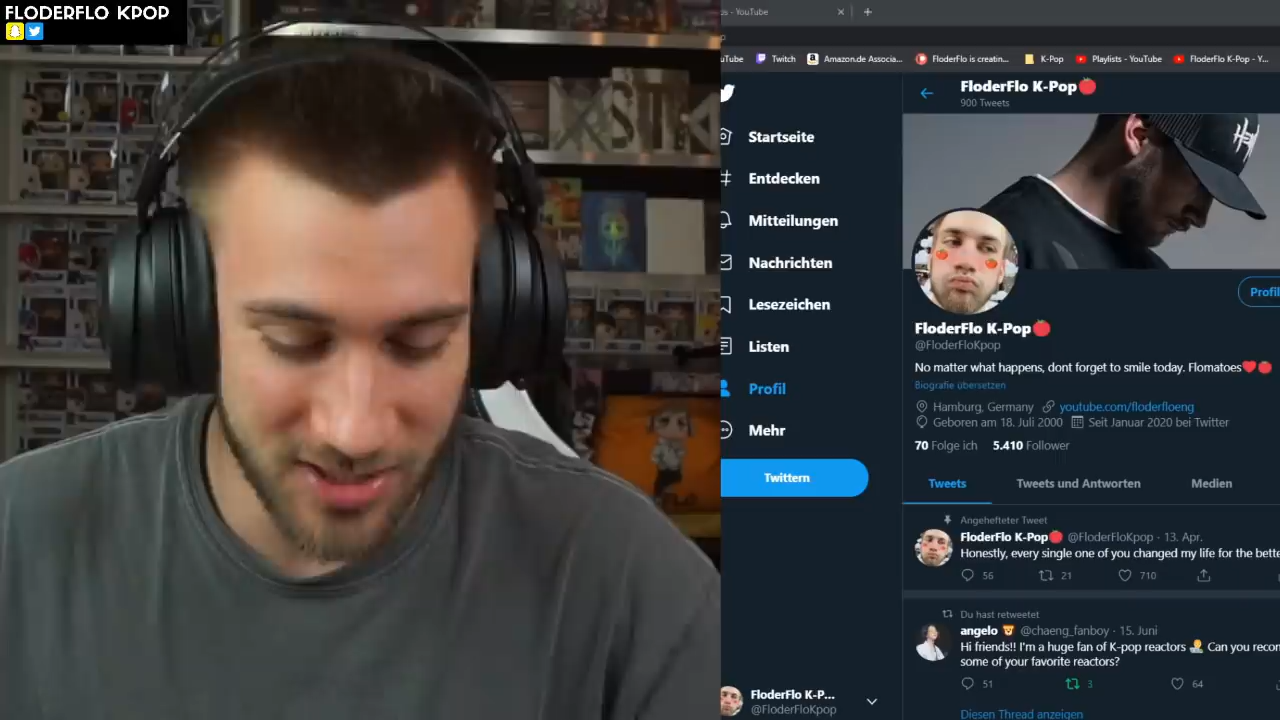 FLODERFLO KPOP
- YouTube
Twitch
Amazon.de Associa...
FloderFlo is creatin...
K-Pop
Playlists - YouTube
FloderFlo K-Pop - Y...
FloderFlo K-Pop🍅
900 Tweets
Startseite
Entdecken
Mitteilungen
Nachrichten
Lesezeichen
Listen
Profil
Mehr
Twittern
FloderFlo K-P...
@FloderFloKpop
Profil
FloderFlo K-Pop🍅
@FloderFloKpop
No matter what happens, dont forget to smile today. Flomatoes❤️🍅
Biografie übersetzen
Hamburg, Germany youtube.com/floderfloeng
Geboren am 18. Juli 2000 Seit Januar 2020 bei Twitter
70 Folge ich 5.410 Follower
Tweets Tweets und Antworten Medien
Angehefteter Tweet
FloderFlo K-Pop🍅 @FloderFloKpop · 13. Apr.
Honestly, every single one of you changed my life for the
56 21 710
Du hast retweetet
angelo 🦁 @chaeng_fanboy · 15. Juni
Hi friends!! I'm a huge fan of K-pop reactors Can you
some of your favorite reactors?
51 3 64
Diesen Thread anzeigen